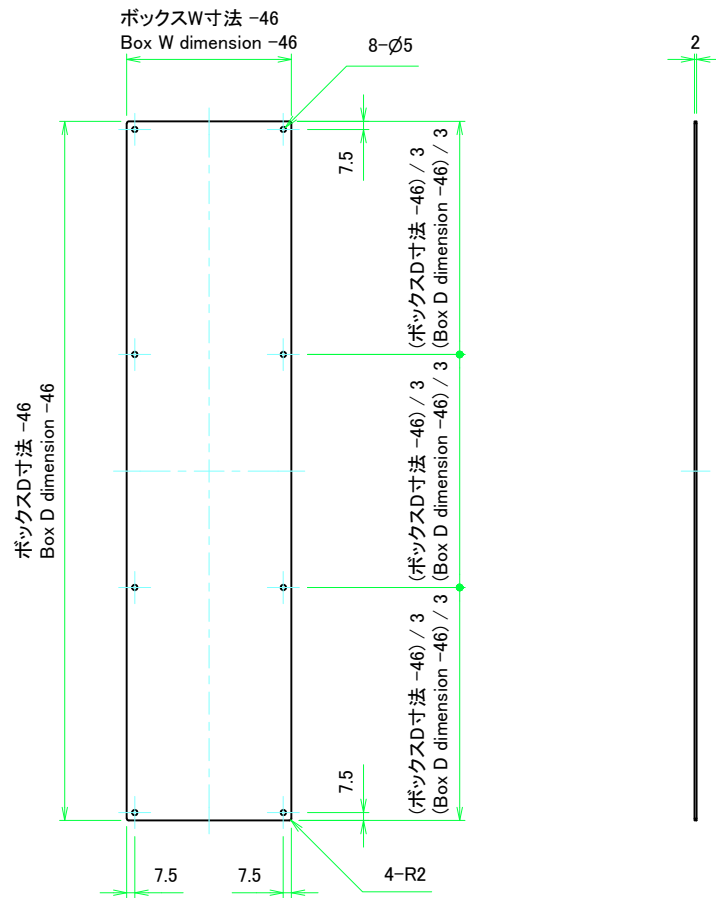 ボックスW寸法 -46
Box W dimension -46
8-Ø5
2
7.5
(ボックスD寸法 -46) / 3
(Box D dimension -46) / 3
ボックスD寸法 -46
Box D dimension -46
(ボックスD寸法 -46) / 3
(Box D dimension -46) / 3
(ボックスD寸法 -46) / 3
(Box D dimension -46) / 3
7.5
7.5
7.5
4-R2